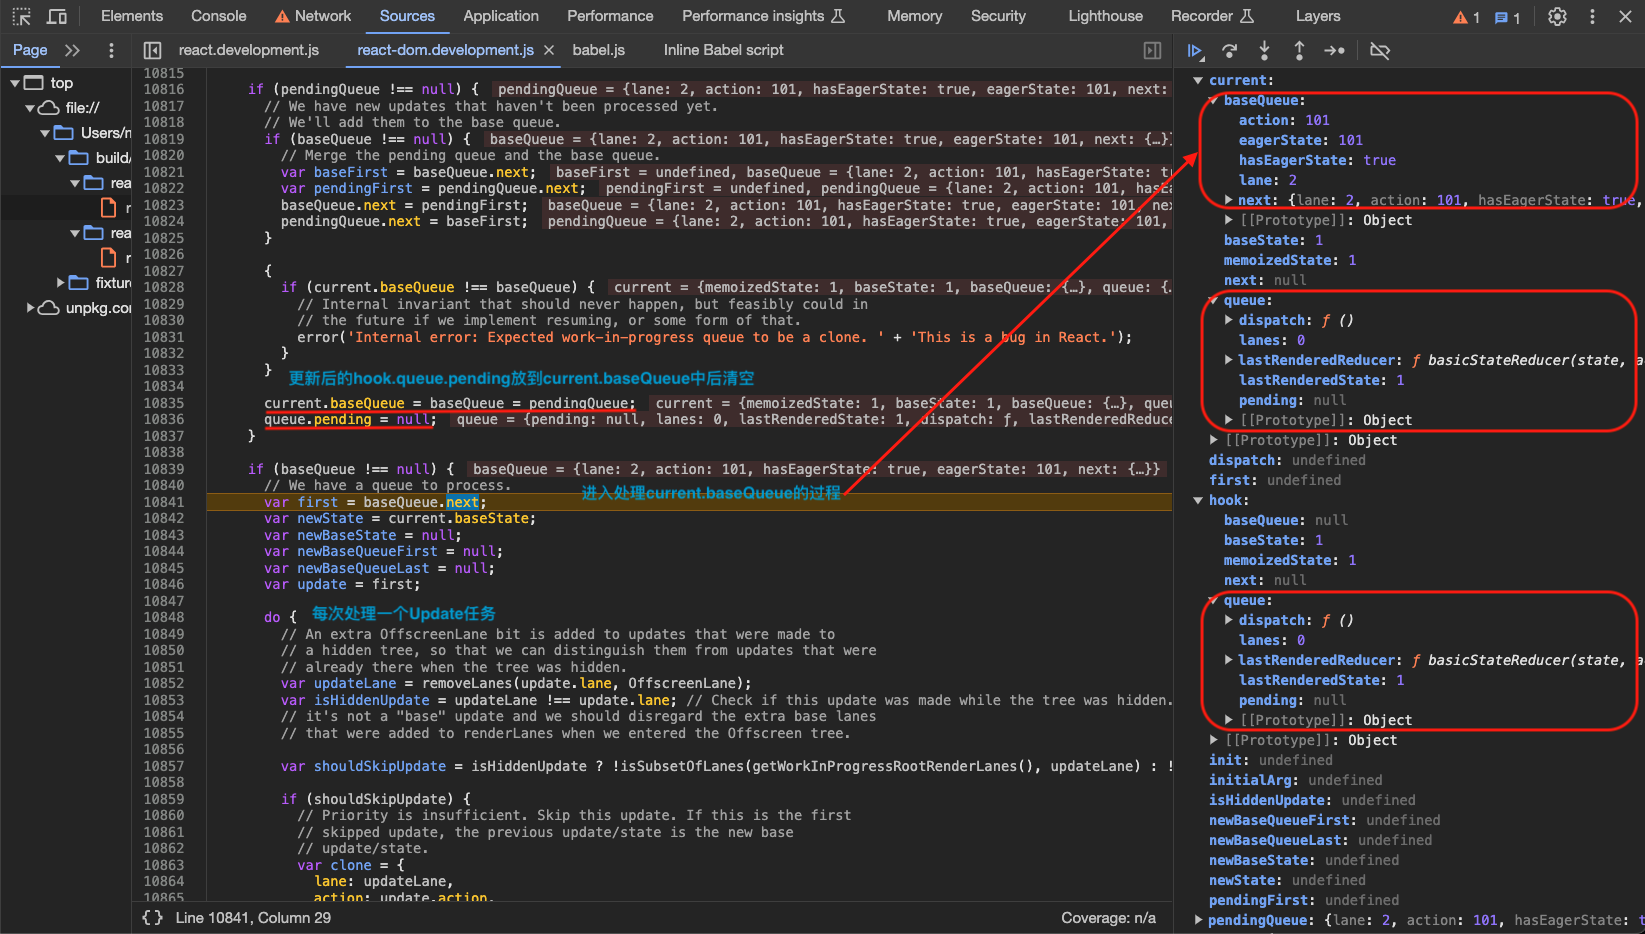 Elements Console Network Sources Application Performance Performance insights Memory Security Lighthouse Recorder Layers 1 1
Page react.development.js react-dom.development.js babel.js Inline Babel script
top
file://
Users/n
build/
rea
r
rea
r
fixtur
unpkg.cor
10815
10816 if (pendingQueue !== null) { pendingQueue = {lane: 2, action: 101, hasEagerState: true, eagerState: 101, next:
10817 // We have new updates that haven't been processed yet.
10818 // We'll add them to the base queue.
10819 if (baseQueue !== null) { baseQueue = {lane: 2, action: 101, hasEagerState: true, eagerState: 101, next: {…}}
10820 // Merge the pending queue and the base queue.
10821 var baseFirst = baseQueue.next; baseFirst = undefined, baseQueue = {lane: 2, action: 101, hasEagerState: tr
10822 var pendingFirst = pendingQueue.next; pendingFirst = undefined, pendingQueue = {lane: 2, action: 101, hasEa
10823 baseQueue.next = pendingFirst; baseQueue = {lane: 2, action: 101, hasEagerState: true, eagerState: 101, nex
10824 pendingQueue.next = baseFirst; pendingQueue = {lane: 2, action: 101, hasEagerState: true, eagerState: 101,
10825 }
10826
10827 {
10828 if (current.baseQueue !== baseQueue) { current = {memoizedState: 1, baseState: 1, baseQueue: {…}, queue: {…
10829 // Internal invariant that should never happen, but feasibly could in
10830 // the future if we implement resuming, or some form of that.
10831 error('Internal error: Expected work-in-progress queue to be a clone. ' + 'This is a bug in React.');
10832 }
10833 }
更新后的hook.queue.pending放到current.baseQueue中后清空
10834
10835 current.baseQueue = baseQueue = pendingQueue; current = {memoizedState: 1, baseState: 1, baseQueue: {…}, queu
10836 queue.pending = null; queue = {pending: null, lanes: 0, lastRenderedState: 1, dispatch: ƒ, lastRenderedReduce
10837 }
10838
10839 if (baseQueue !== null) { baseQueue = {lane: 2, action: 101, hasEagerState: true, eagerState: 101, next: {…}}
10840 // We have a queue to process.
进入处理current.baseQueue的过程
10841 var first = baseQueue.next;
10842 var newState = current.baseState;
10843 var newBaseState = null;
10844 var newBaseQueueFirst = null;
10845 var newBaseQueueLast = null;
10846 var update = first;
10847
10848 do { 每次处理一个Update任务
10849 // An extra OffscreenLane bit is added to updates that were made to
10850 // a hidden tree, so that we can distinguish them from updates that were
10851 // already there when the tree was hidden.
10852 var updateLane = removeLanes(update.lane, OffscreenLane);
10853 var isHiddenUpdate = updateLane !== update.lane; // Check if this update was made while the tree was hidden.
10854 // it's not a "base" update and we should disregard the extra base lanes
10855 // that were added to renderLanes when we entered the Offscreen tree.
10856
10857 var shouldSkipUpdate = isHiddenUpdate ? !isSubsetOfLanes(getWorkInProgressRootRenderLanes(), updateLane) : !
10858
10859 if (shouldSkipUpdate) {
10860 // Priority is insufficient. Skip this update. If this is the first
10861 // skipped update, the previous update/state is the new base
10862 // update/state.
10863 var clone = {
10864 lane: updateLane,
10865 action: update.action,
{} Line 10841, Column 29 Coverage: n/a
current:
baseQueue:
action: 101
eagerState: 101
hasEagerState: true
lane: 2
next: {lane: 2, action: 101, hasEagerState: true,
[[Prototype]]: Object
baseState: 1
memoizedState: 1
next: null
queue:
dispatch: ƒ ()
lanes: 0
lastRenderedReducer: ƒ basicStateReducer(state, a
lastRenderedState: 1
pending: null
[[Prototype]]: Object
[[Prototype]]: Object
dispatch: undefined
first: undefined
hook:
baseQueue: null
baseState: 1
memoizedState: 1
next: null
queue:
dispatch: ƒ ()
lanes: 0
lastRenderedReducer: ƒ basicStateReducer(state, a
lastRenderedState: 1
pending: null
[[Prototype]]: Object
[[Prototype]]: Object
init: undefined
initialArg: undefined
isHiddenUpdate: undefined
newBaseQueueFirst: undefined
newBaseQueueLast: undefined
newBaseState: undefined
newState: undefined
pendingFirst: undefined
pendingQueue: {lane: 2, action: 101, hasEagerState: t